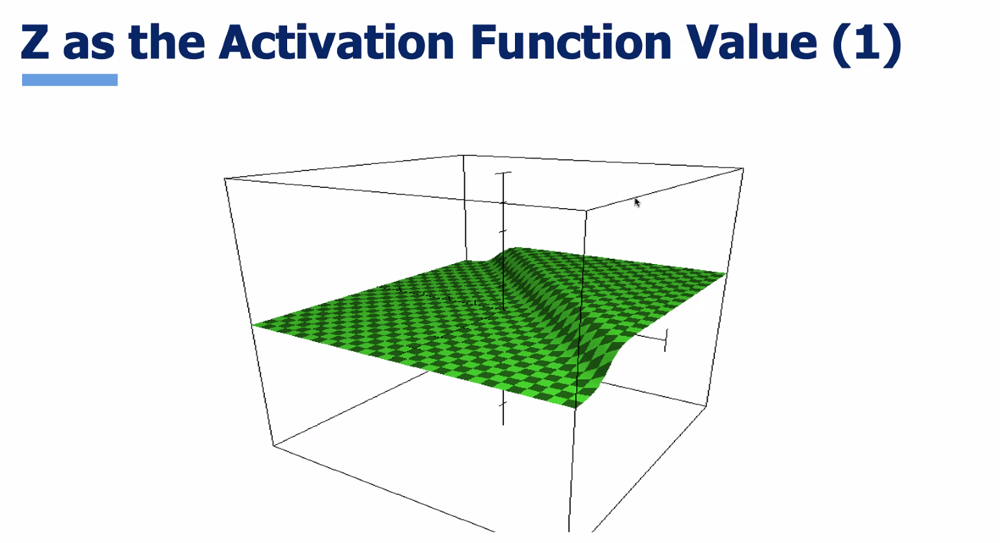 Z as the Activation Function Value (1)